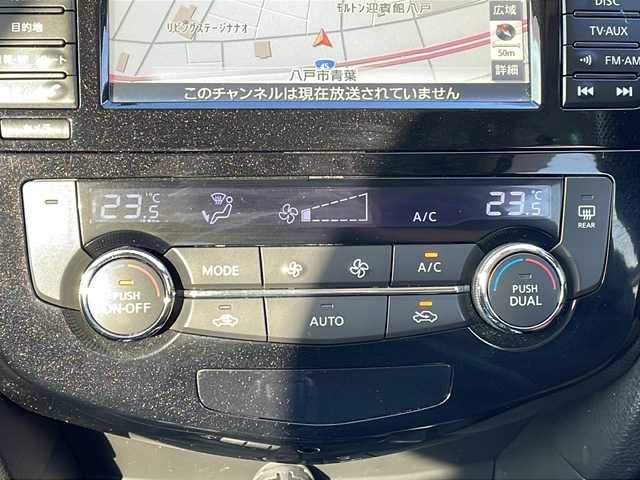 目的地
リビングステージナナオ
モルトン迎賓館八戸
広域
50m
45
八戸市青葉
詳細
このチャンネルは現在放送されていません
DISC
TV-AUX
FM-AM
23.5°C
A/C
23.5°C
REAR
PUSH
ON-OFF
MODE
A/C
AUTO
PUSH
DUAL